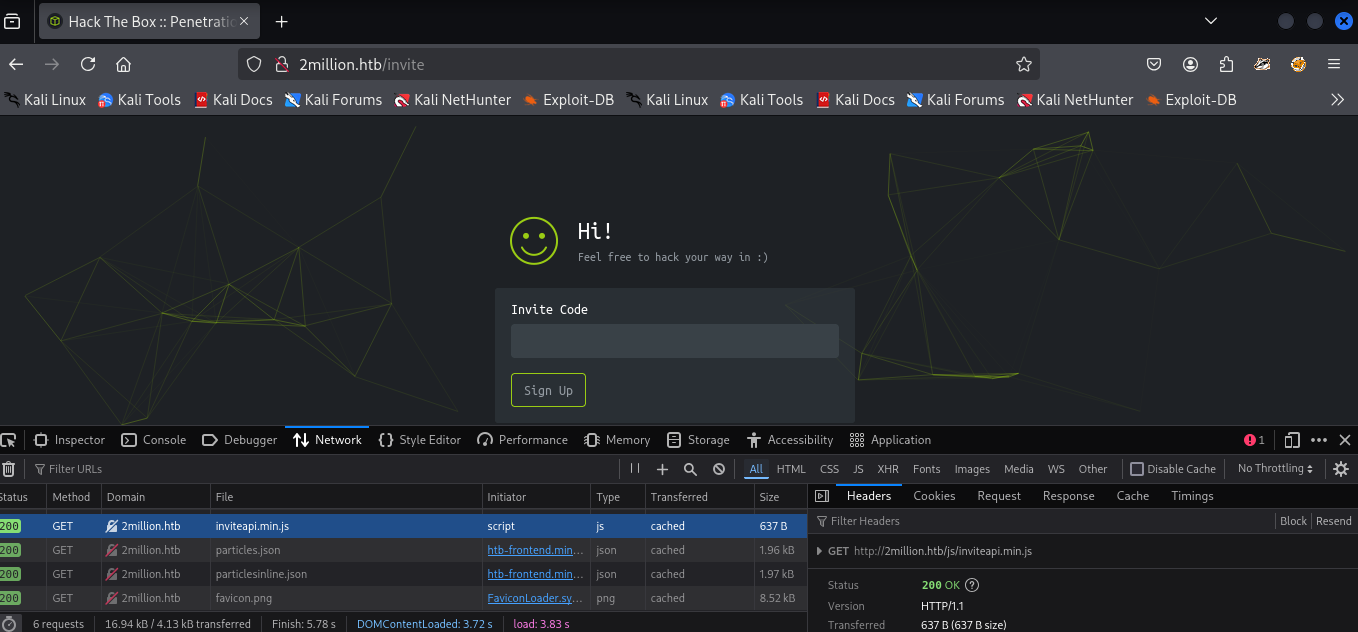 Hack The Box :: Penetratio
2million.htb/invite
Kali Linux Kali Tools Kali Docs Kali Forums Kali NetHunter Exploit-DB Kali Linux Kali Tools Kali Docs Kali Forums Kali NetHunter Exploit-DB
Hi!
Feel free to hack your way in :)
Invite Code
Sign Up
Inspector Console Debugger Network Style Editor Performance Memory Storage Accessibility Application 1
Filter URLs All HTML CSS JS XHR Fonts Images Media WS Other Disable Cache No Throttling
Status Method Domain File Initiator Type Transferred Size
200 GET 2million.htb inviteapi.min.js script js cached 637 B
200 GET 2million.htb particles.json htb-frontend.min... json cached 1.96 kB
200 GET 2million.htb particlesinline.json htb-frontend.min... json cached 1.97 kB
200 GET 2million.htb favicon.png FaviconLoader.sy... png cached 8.52 kB
6 requests 16.94 kB / 4.13 kB transferred Finish: 5.78 s DOMContentLoaded: 3.72 s load: 3.83 s
Headers Cookies Request Response Cache Timings
Filter Headers Block Resend
GET http://2million.htb/js/inviteapi.min.js
Status 200 OK
Version HTTP/1.1
Transferred 637 B (637 B size)